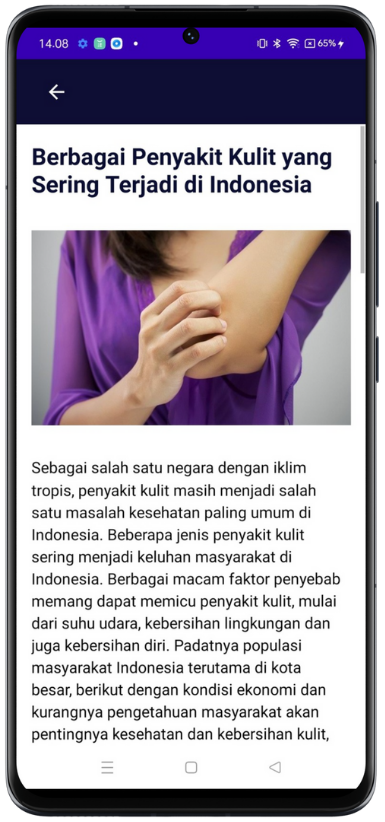 14.08
65%
Berbagai Penyakit Kulit yang
Sering Terjadi di Indonesia
Sebagai salah satu negara dengan iklim
tropis, penyakit kulit masih menjadi salah
satu masalah kesehatan paling umum di
Indonesia. Beberapa jenis penyakit kulit
sering menjadi keluhan masyarakat di
Indonesia. Berbagai macam faktor penyebab
memang dapat memicu penyakit kulit, mulai
dari suhu udara, kebersihan lingkungan dan
juga kebersihan diri. Padatnya populasi
masyarakat Indonesia terutama di kota
besar, berikut dengan kondisi ekonomi dan
kurangnya pengetahuan masyarakat akan
pentingnya kesehatan dan kebersihan kulit,